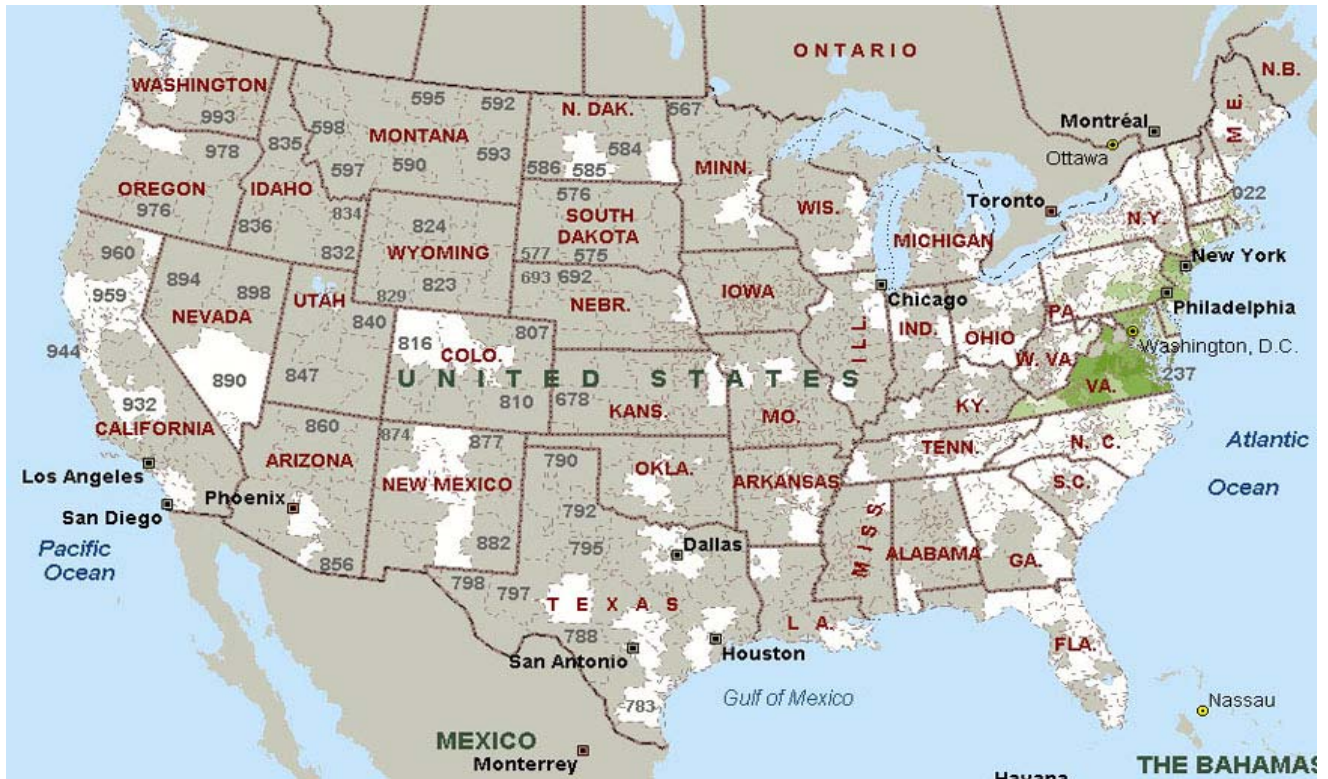 ONTARIO
N.B.
WASHINGTON
595
592
N. DAK.
567
M E.
993
598
MONTANA
584
Montréal
835
593
978
597
590
586
585
MINN.
Ottawa
OREGON
IDAHO
576
WIS.
022
976
834
SOUTH
DAKOTA
Toronto
N.Y.
836
824
MICHIGAN
960
832
WYOMING
577
575
New York
894
693
692
959
898
UTAH
823
829
NEBR.
IOWA
Chicago
PA.
Philadelphia
NEVADA
840
807
ILL.
IND.
OHIO
944
816
COLO.
W. VA.
Washington, D.C.
890
847
UNITED STATES
VA.
237
932
810
678
KANS.
MO.
KY.
CALIFORNIA
860
874
877
TENN.
N. C.
Atlantic
Ocean
Los Angeles
ARIZONA
790
OKLA.
NEW MEXICO
ARKANSAS
S.C.
Phoenix
San Diego
792
MISS
882
795
Dallas
ALABAMA
GA.
Pacific
Ocean
856
798
797
TEXAS
L A.
788
San Antonio
Houston
FLA.
783
Gulf of Mexico
Nassau
MEXICO
Monterrey
THE BAHAMAS
Havana